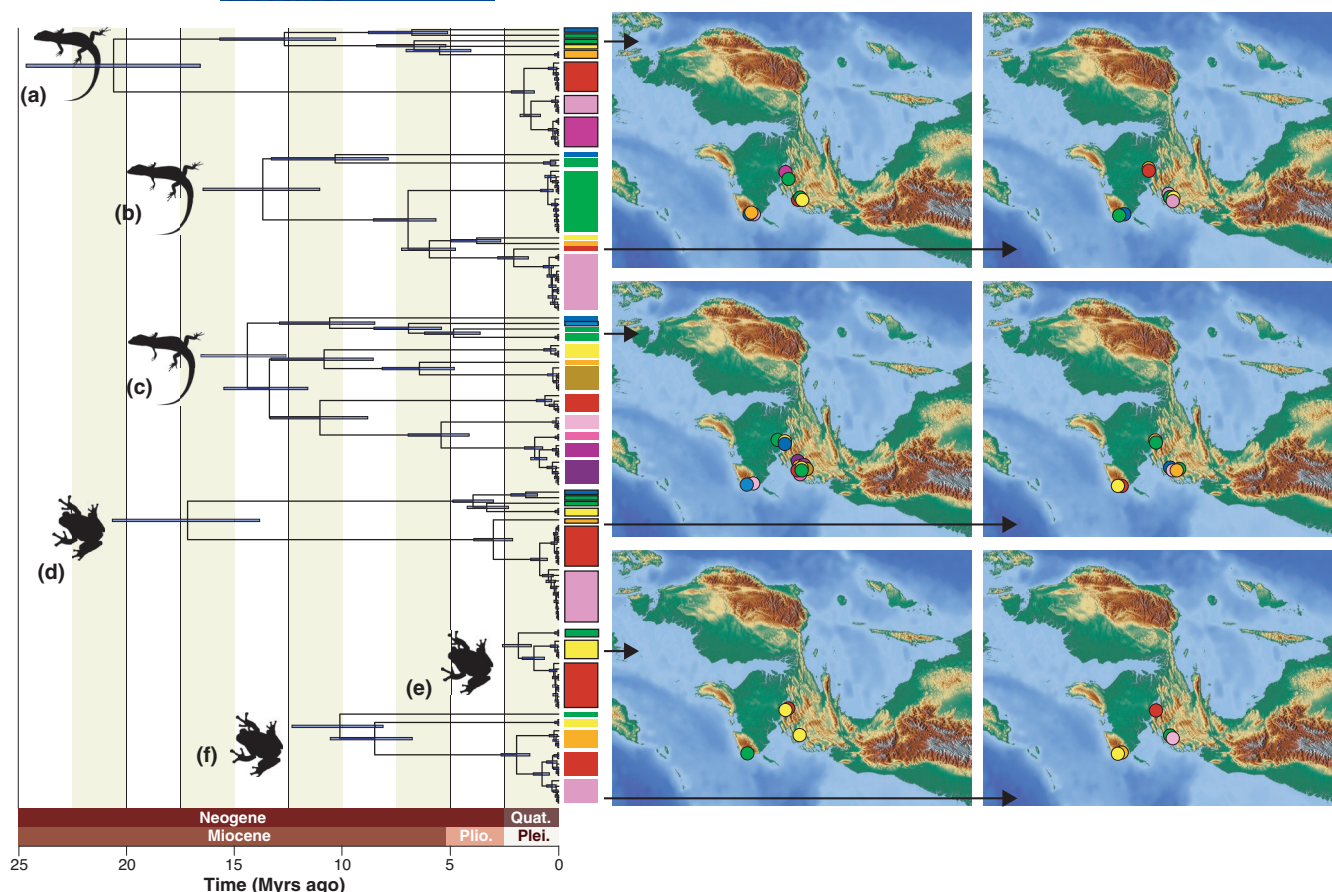 (a)
(b)
(c)
(d)
(e)
(f)
Neogene Quat.
Miocene Plio. Plei.
25 20 15 10 5 0
Time (Myrs ago)